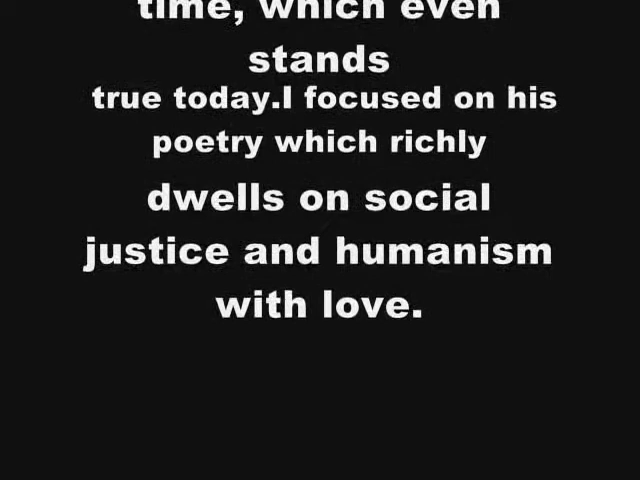 time, which even
stands
true today.I focused on his
poetry which richly
dwells on social
justice and humanism
with love.